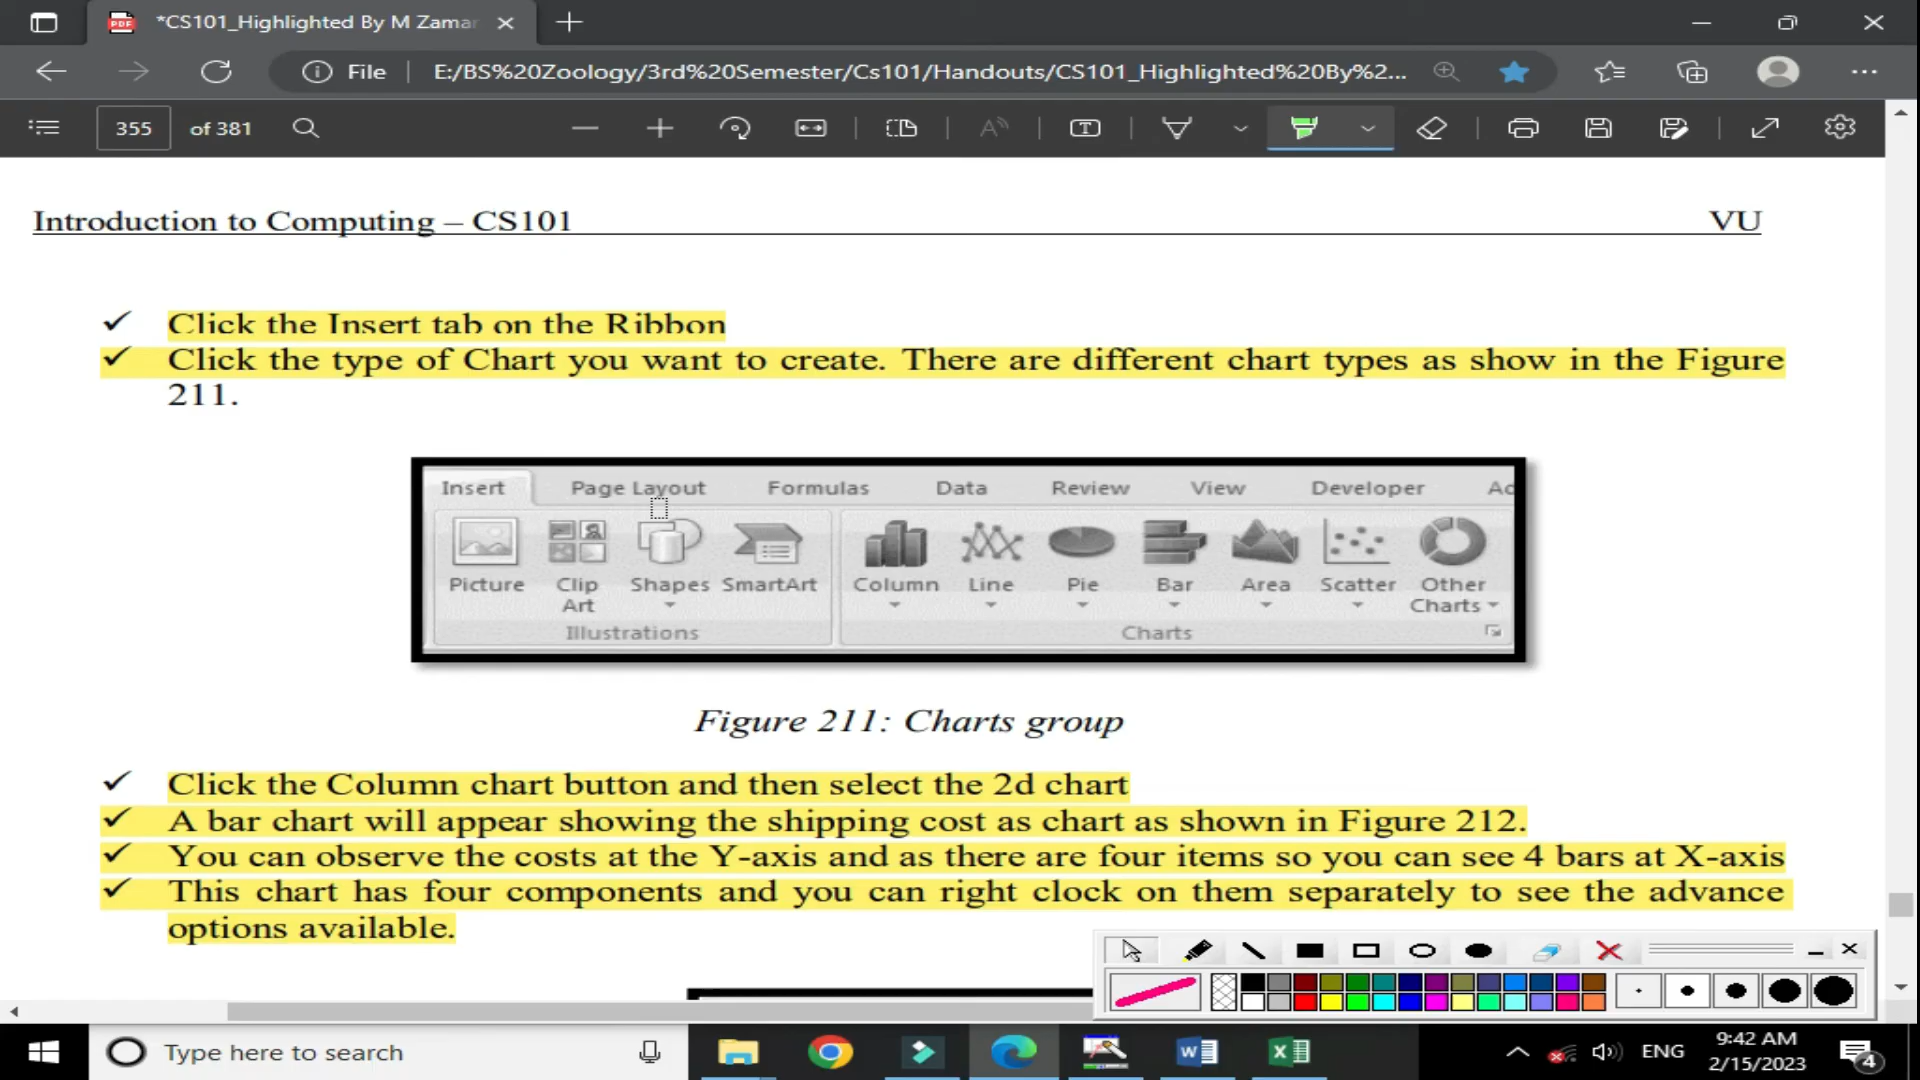 *CS101_Highlighted By M Zamar
File
E:/BS%20Zoology/3rd%20Semester/Cs101/Handouts/CS101_Highlighted%20By%2...
355 of 381
Introduction to Computing – CS101 VU
✓ Click the Insert tab on the Ribbon
✓ Click the type of Chart you want to create. There are different chart types as show in the Figure
211.
Insert Page Layout Formulas Data Review View Developer Ad
Picture Clip Art Shapes SmartArt Column Line Pie Bar Area Scatter Other Charts
Illustrations Charts
Figure 211: Charts group
✓ Click the Column chart button and then select the 2d chart
✓ A bar chart will appear showing the shipping cost as chart as shown in Figure 212.
✓ You can observe the costs at the Y-axis and as there are four items so you can see 4 bars at X-axis
✓ This chart has four components and you can right clock on them separately to see the advance
options available.
Type here to search
ENG
9:42 AM
2/15/2023
4